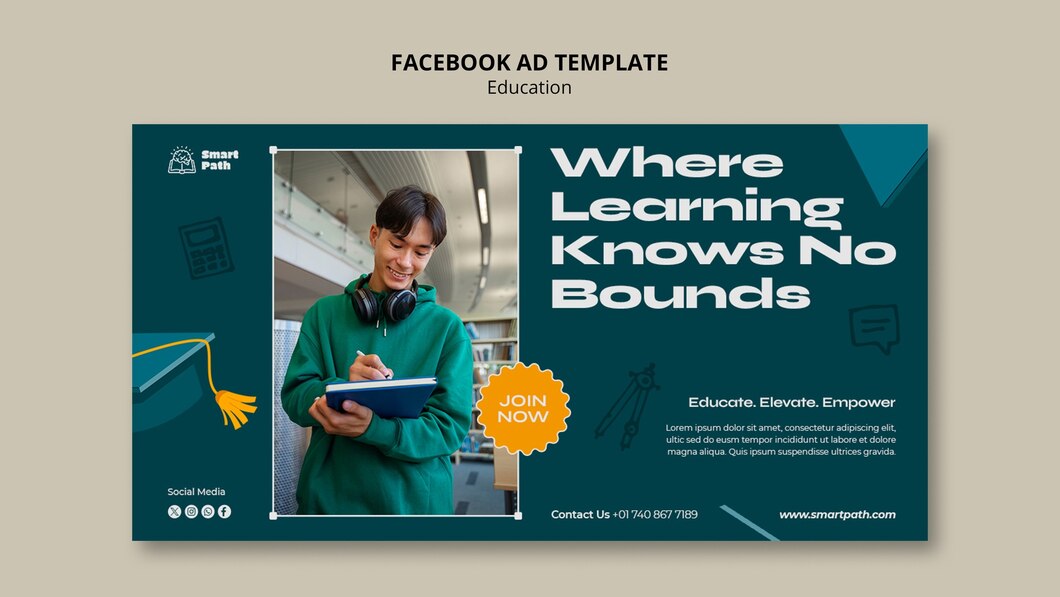 FACEBOOK AD TEMPLATE
Education
Smart
Path
Where
Learning
Knows No
Bounds
JOIN
NOW
Educate. Elevate. Empower
Lorem ipsum dolor sit amet, consectetur adipiscing elit,
ultic sed do eusm tempor incididunt ut labore et dolore
magna aliqua. Quis ipsum suspendisse ultrices gravida.
Social Media
Contact Us +01 740 867 7189
www.smartpath.com